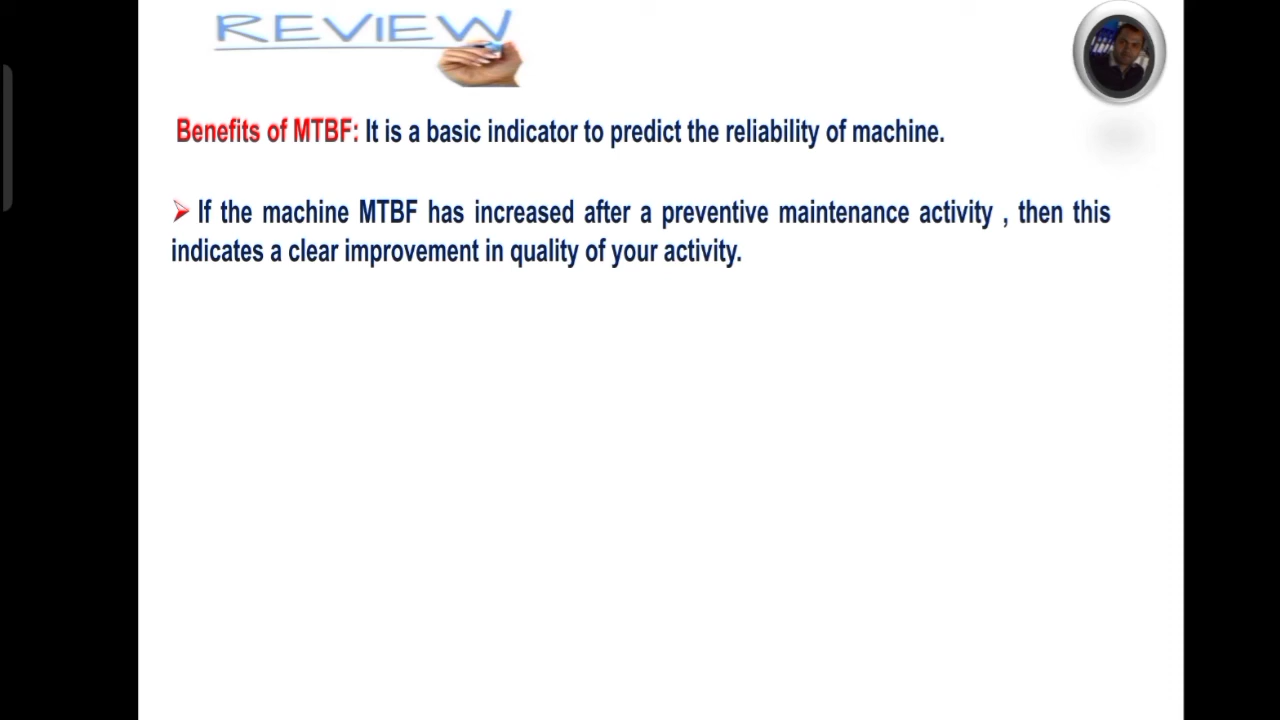 REVIEW
Benefits of MTBF: It is a basic indicator to predict the reliability of machine.
If the machine MTBF has increased after a preventive maintenance activity , then this
indicates a clear improvement in quality of your activity.